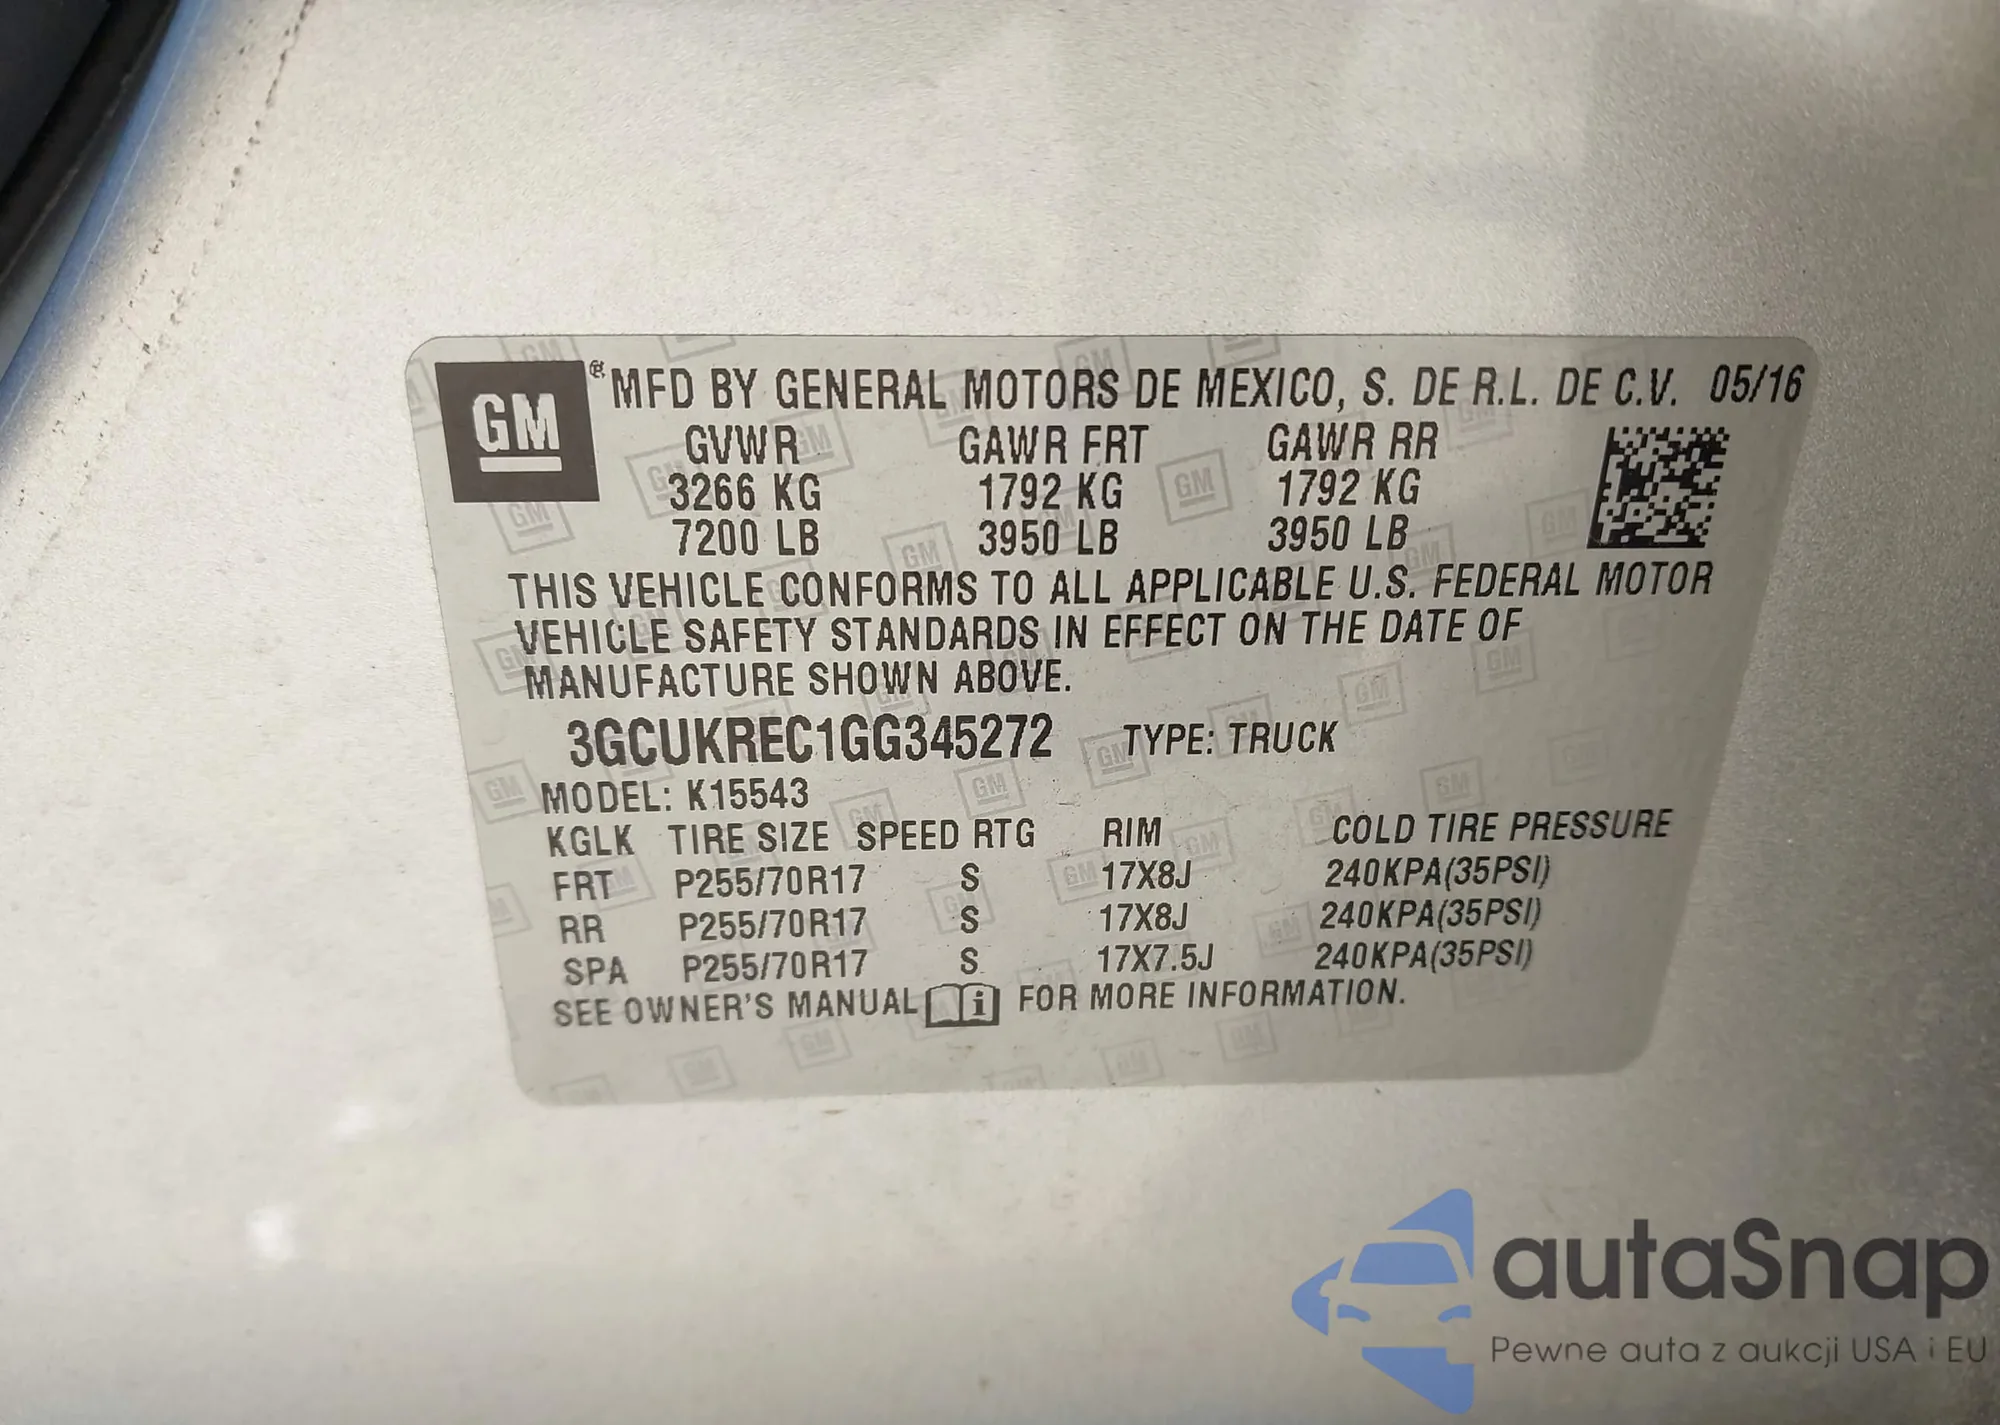 GM
® MFD BY GENERAL MOTORS DE MEXICO, S. DE R.L. DE C.V. 05/16
GVWR GAWR FRT GAWR RR
3266 KG 1792 KG 1792 KG
7200 LB 3950 LB 3950 LB
THIS VEHICLE CONFORMS TO ALL APPLICABLE U.S. FEDERAL MOTOR
VEHICLE SAFETY STANDARDS IN EFFECT ON THE DATE OF
MANUFACTURE SHOWN ABOVE.
3GCUKREC1GG345272 TYPE: TRUCK
MODEL: K15543
KGLK TIRE SIZE SPEED RTG RIM COLD TIRE PRESSURE
FRT P255/70R17 S 17X8J 240KPA(35PSI)
RR P255/70R17 S 17X8J 240KPA(35PSI)
SPA P255/70R17 S 17X7.5J 240KPA(35PSI)
SEE OWNER'S MANUAL i FOR MORE INFORMATION.
autaSnap
Pewne auta z aukcji USA i EU